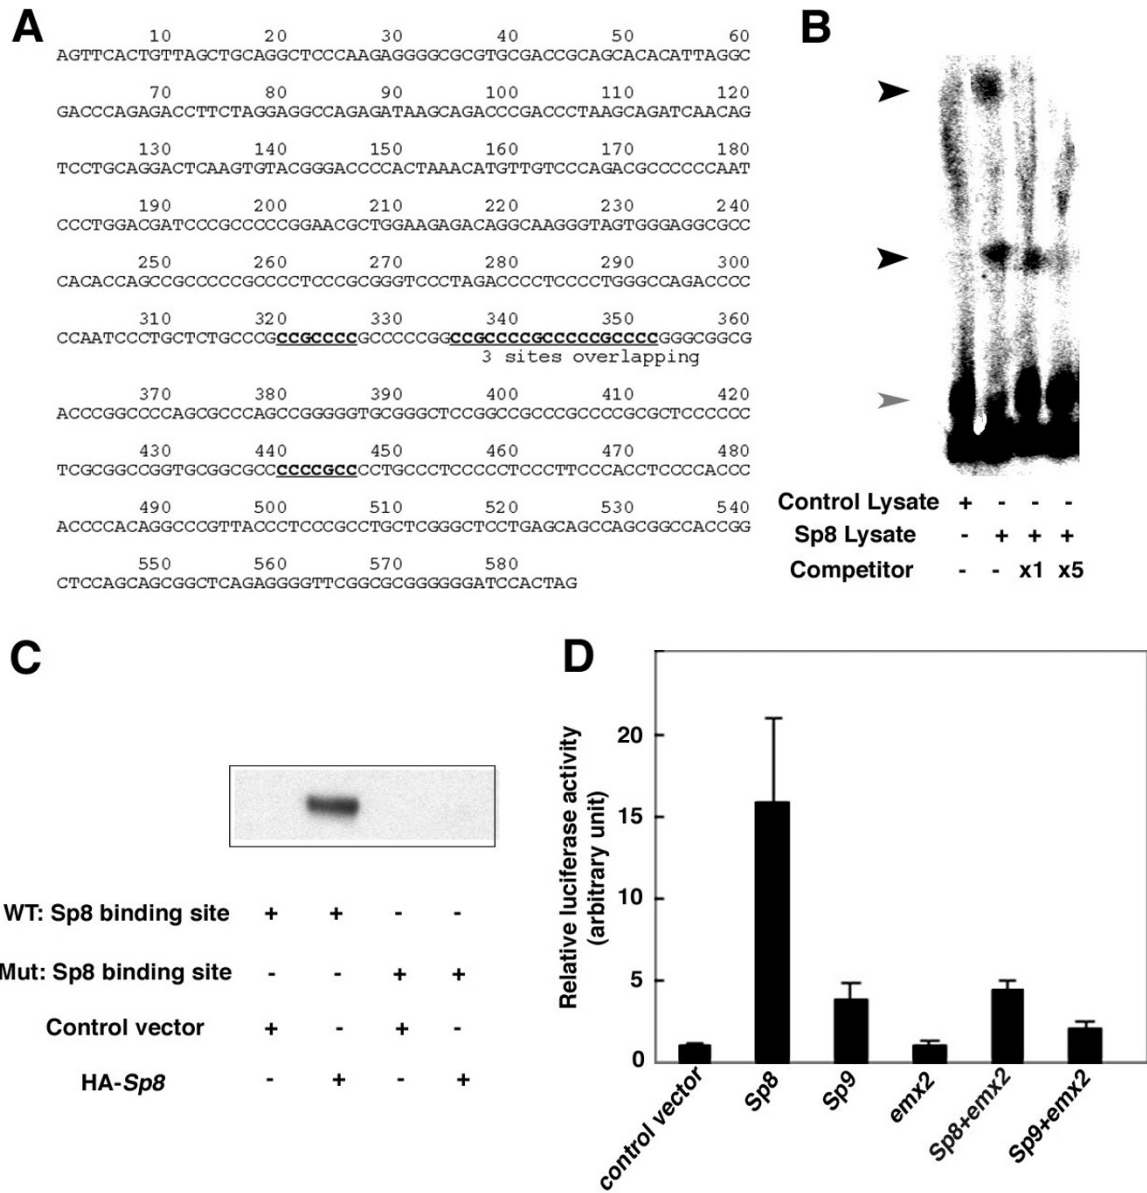 A
10 20 30 40 50 60
AGTTCACTGTTAGCTGCAGGCTCCCAAGAGGGGCGCGTGCGACCGCAGCACACATTAGGC
70 80 90 100 110 120
GACCCAGAGACCTTCTAGGAGGCCAGAGATAAGCAGACCCGACCCTAAGCAGATCAACAG
130 140 150 160 170 180
TCCTGCAGGACTCAAGTGTACGGGACCCCACTAAACATGTTGTCCCAGACGCCCCCCAAT
190 200 210 220 230 240
CCCTGGACGATCCCGCCCCCGGAACGCTGGAAGAGACAGGCAAGGGTAGTGGGAGGCGCC
250 260 270 280 290 300
CACACCAGCCGCCCCCGCCCCTCCCGCGGGTCCCTAGACCCCTCCCCTGGGCCAGACCCC
310 320 330 340 350 360
CCAATCCCTGCTCTGCCCGCCGCCCCGCCCCCGGCCGCCCCGCCCCCGCCCCGGGCGGCG
3 sites overlapping
370 380 390 400 410 420
ACCCGGCCCCAGCGCCCAGCCGGGGGTGCGGGCTCCGGCCGCCCGCCCCGCGCTCCCCCC
430 440 450 460 470 480
TCGCGGCCGGTGCGGCGCCCCCCGCCCCTGCCCTCCCCCTCCCTTCCCACCTCCCCACCC
490 500 510 520 530 540
ACCCCACAGGCCCGTTACCCTCCCGCCTGCTCGGGCTCCTGAGCAGCCAGCGGCCACCGG
550 560 570 580
CTCCAGCAGCGGCTCAGAGGGGTTCGGCGCGGGGGGATCCACTAG
B
Control Lysate + - - -
Sp8 Lysate - + + +
Competitor - - x1 x5
C
WT: Sp8 binding site + + - -
Mut: Sp8 binding site - - + +
Control vector + - + -
HA-Sp8 - + - +
D
Relative luciferase activity
(arbitrary unit)
20
15
10
5
0
control vector
Sp8
Sp9
emx2
Sp8+emx2
Sp9+emx2